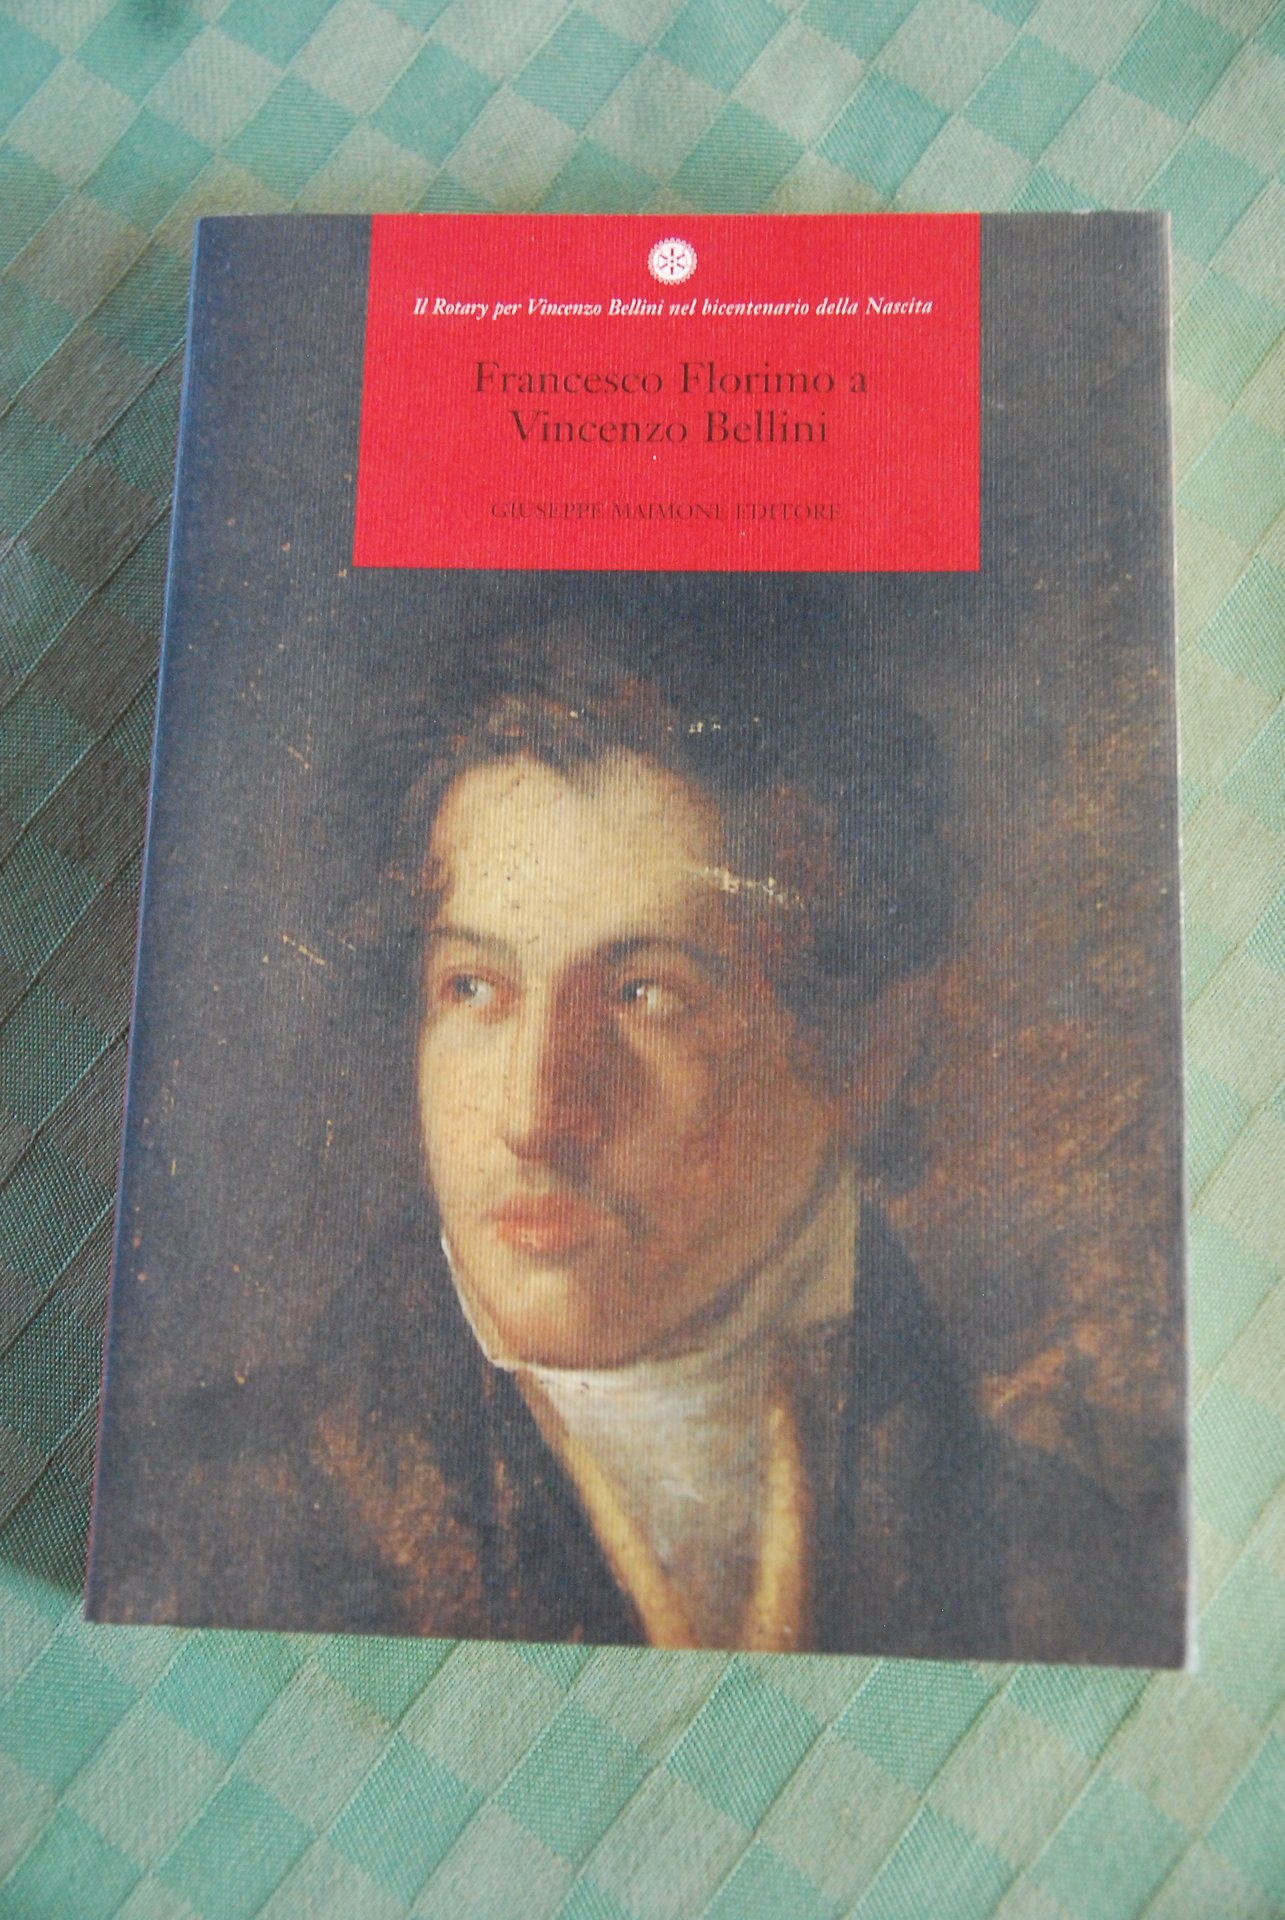 Il Rotary per Vincenzo Bellini nel bicentenario della Nascita
Francesco Florimo a
Vincenzo Bellini
GIUSEPPE MAIMONE EDITORE